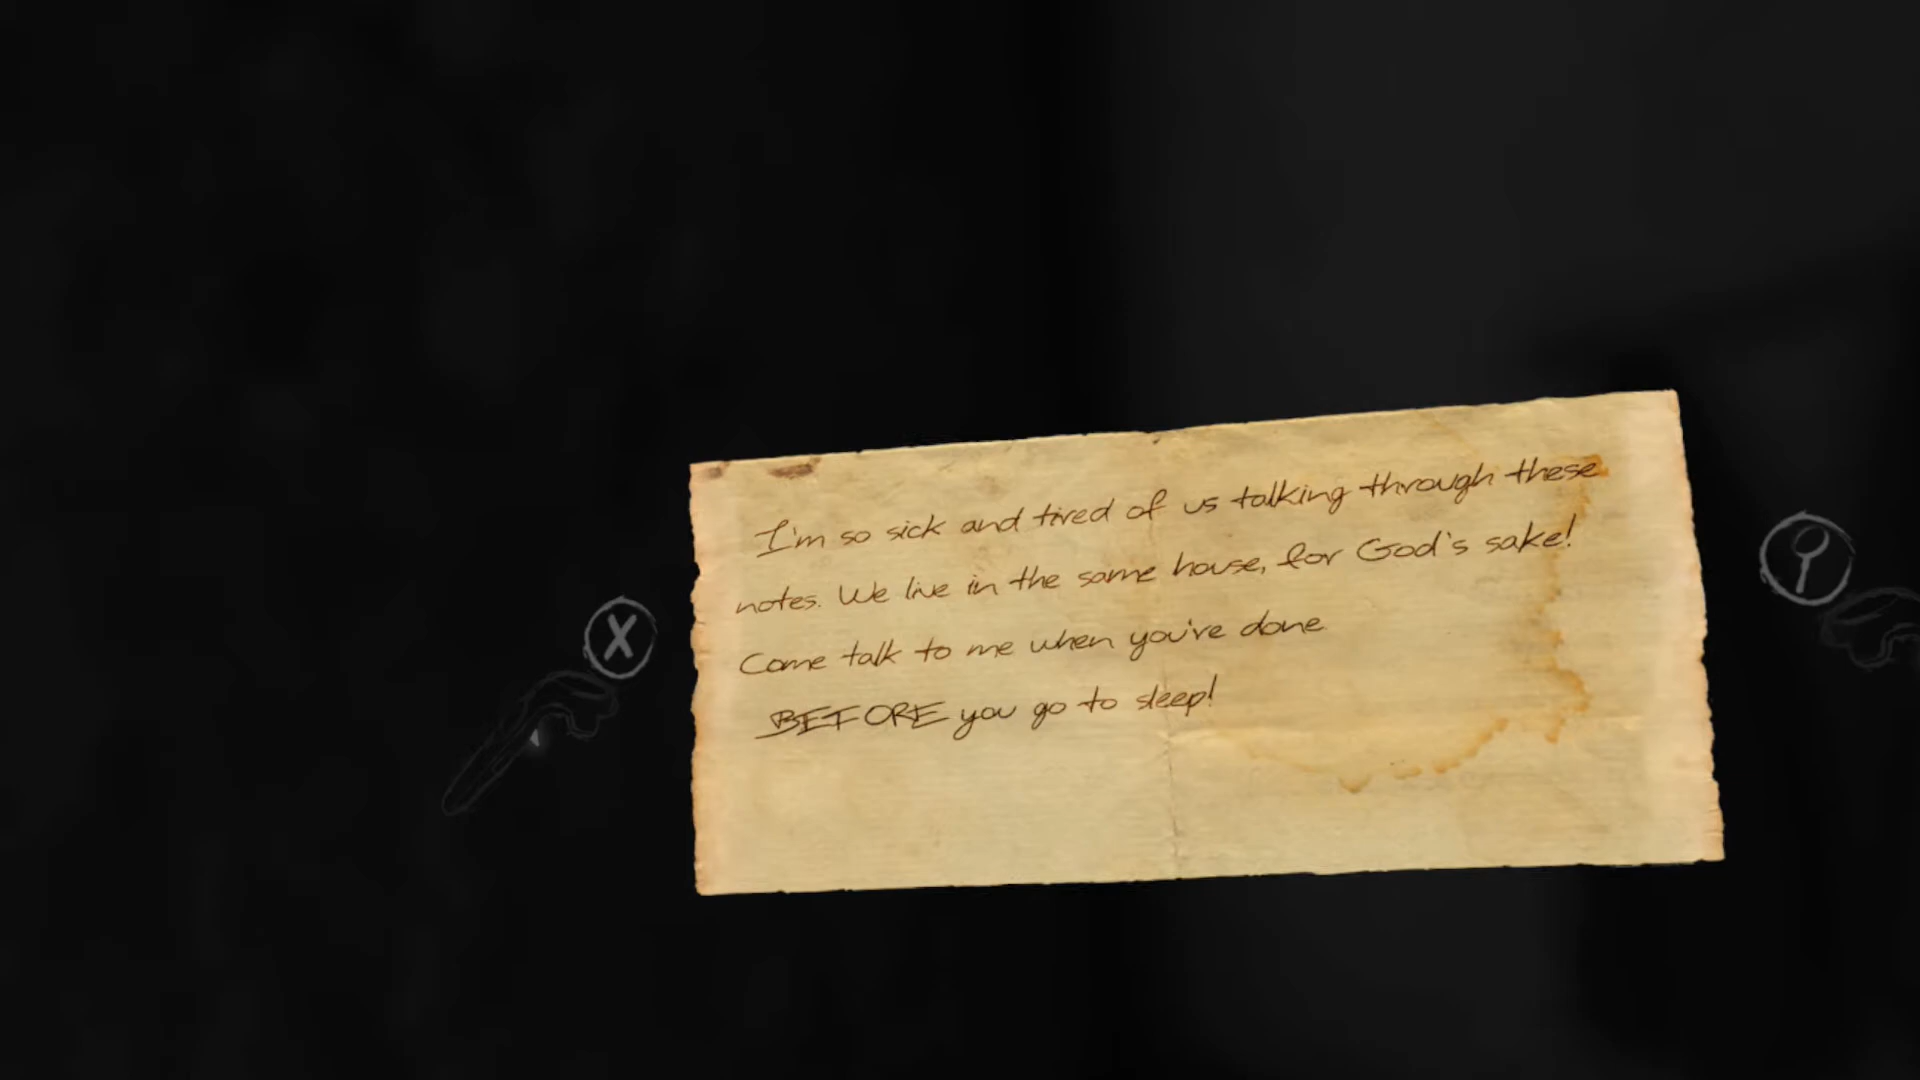 I'm so sick and tired of us talking through these
notes. We live in the same house, for God's sake!
Come talk to me when you're done.
BEFORE you go to sleep!
X